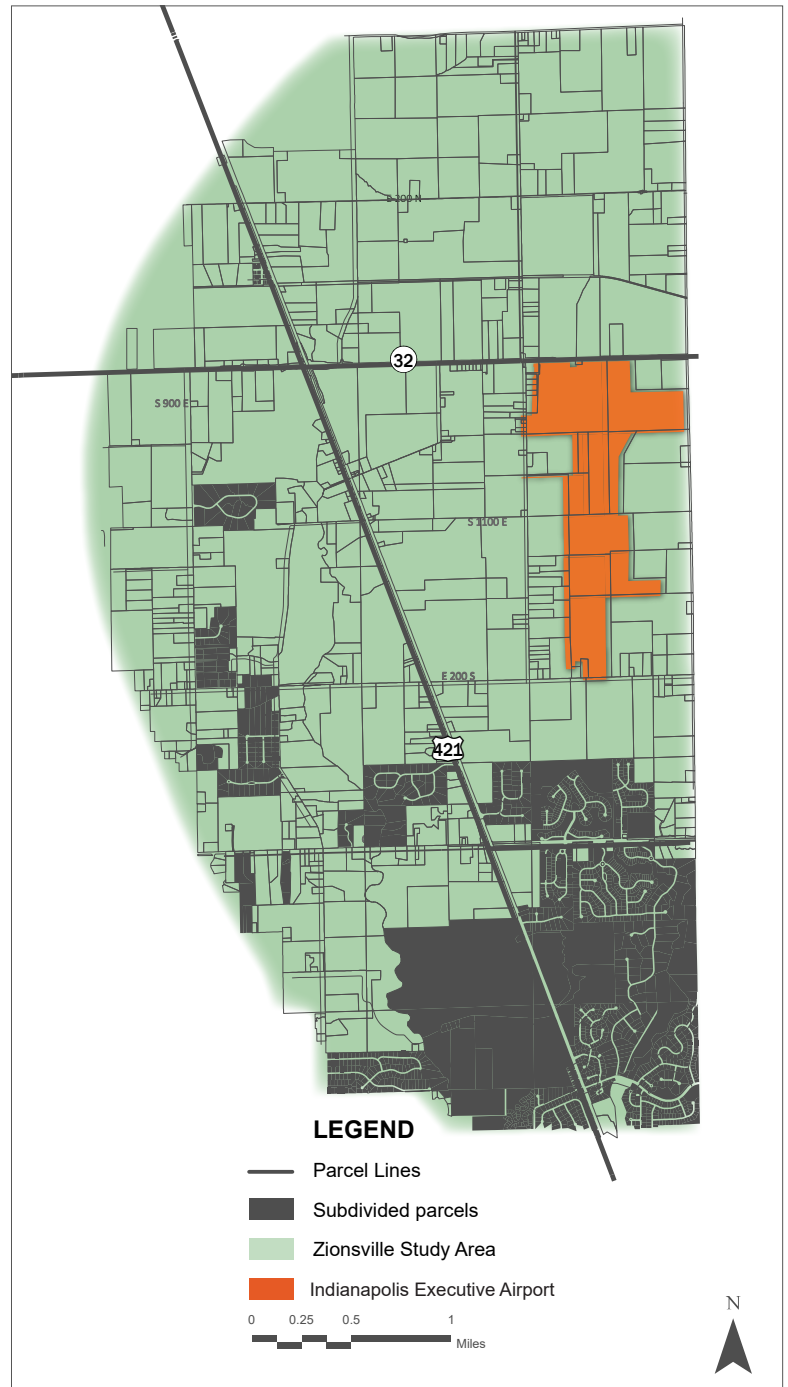 E 200 N
32
S 900 E
S 1100 E
E 200 S
421
LEGEND
Parcel Lines
Subdivided parcels
Zionsville Study Area
Indianapolis Executive Airport
0 0.25 0.5 1
Miles
N